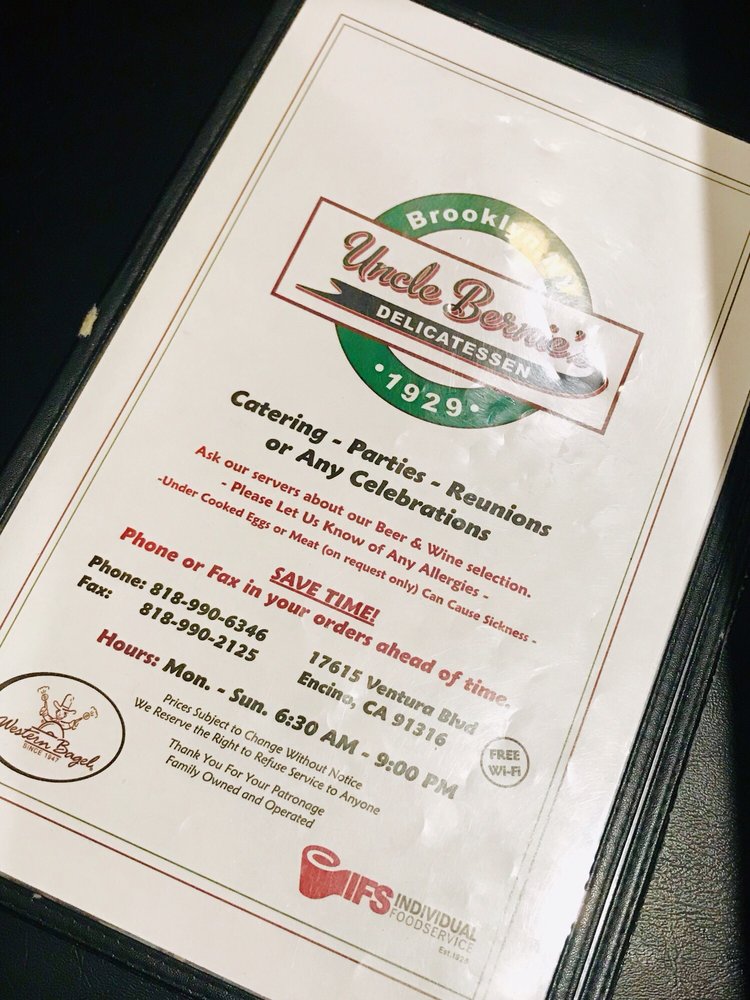 Brooklyn
Uncle Bernie's
DELICATESSEN
•1929•
Catering - Parties - Reunions
or Any Celebrations
Ask our servers about our Beer & Wine selection.
- Please Let Us Know of Any Allergies -
-Under Cooked Eggs or Meat (on request only) Can Cause Sickness -
SAVE TIME!
Phone or Fax in your orders ahead of time.
Phone: 818-990-6346
Fax: 818-990-2125
17615 Ventura Blvd
Encino, CA 91316
Hours: Mon. - Sun. 6:30 AM - 9:00 PM
FREE
Wi-Fi
Western Bagel
SINCE 1947
Prices Subject to Change Without Notice
We Reserve the Right to Refuse Service to Anyone
Thank You For Your Patronage
Family Owned and Operated
IFS INDIVIDUAL
FOODSERVICE
Est.1926